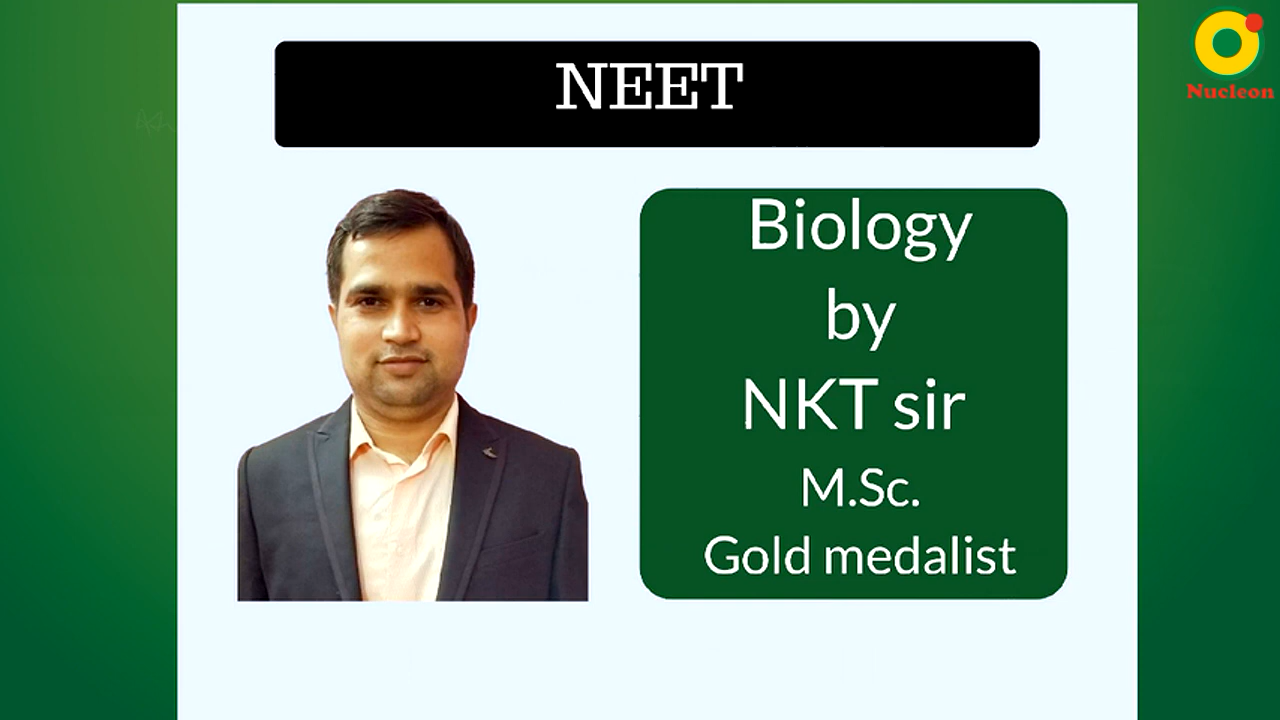 NEET
Nucleon
Biology
by
NKT sir
M.Sc.
Gold medalist